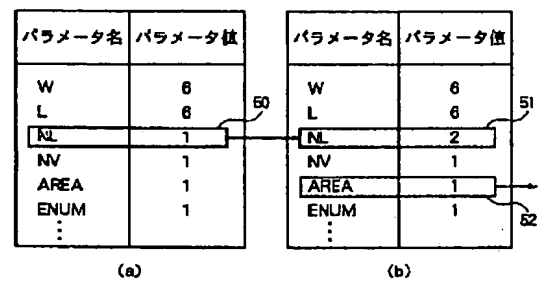 パラメータ名 パラメータ値 パラメータ名 パラメータ値
W 6 W 6
L 6 L 6
50 51
NL 1 NL 2
NV 1 NV 1
AREA 1 AREA 1
ENUM 1 ENUM 1
52
⋮ ⋮
(a) (b)